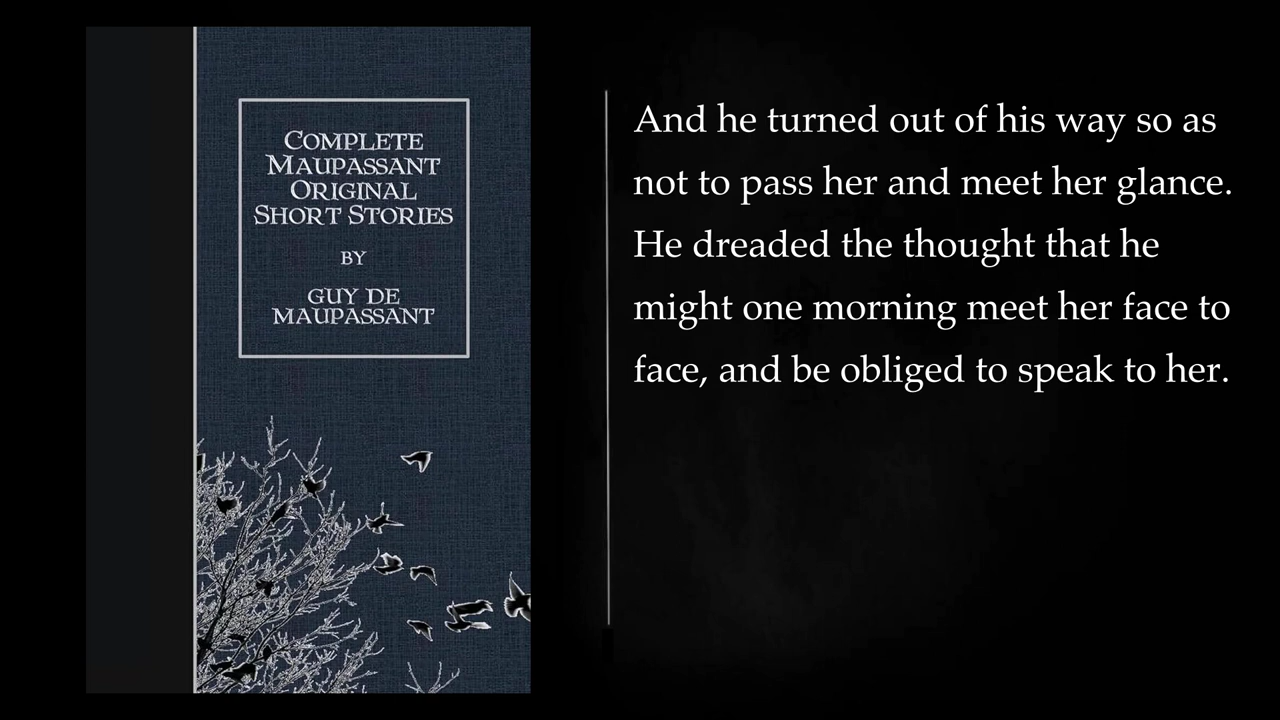 COMPLETE
MAUPASSANT
ORIGINAL
SHORT STORIES
BY
GUY DE
MAUPASSANT
And he turned out of his way so as
not to pass her and meet her glance.
He dreaded the thought that he
might one morning meet her face to
face, and be obliged to speak to her.